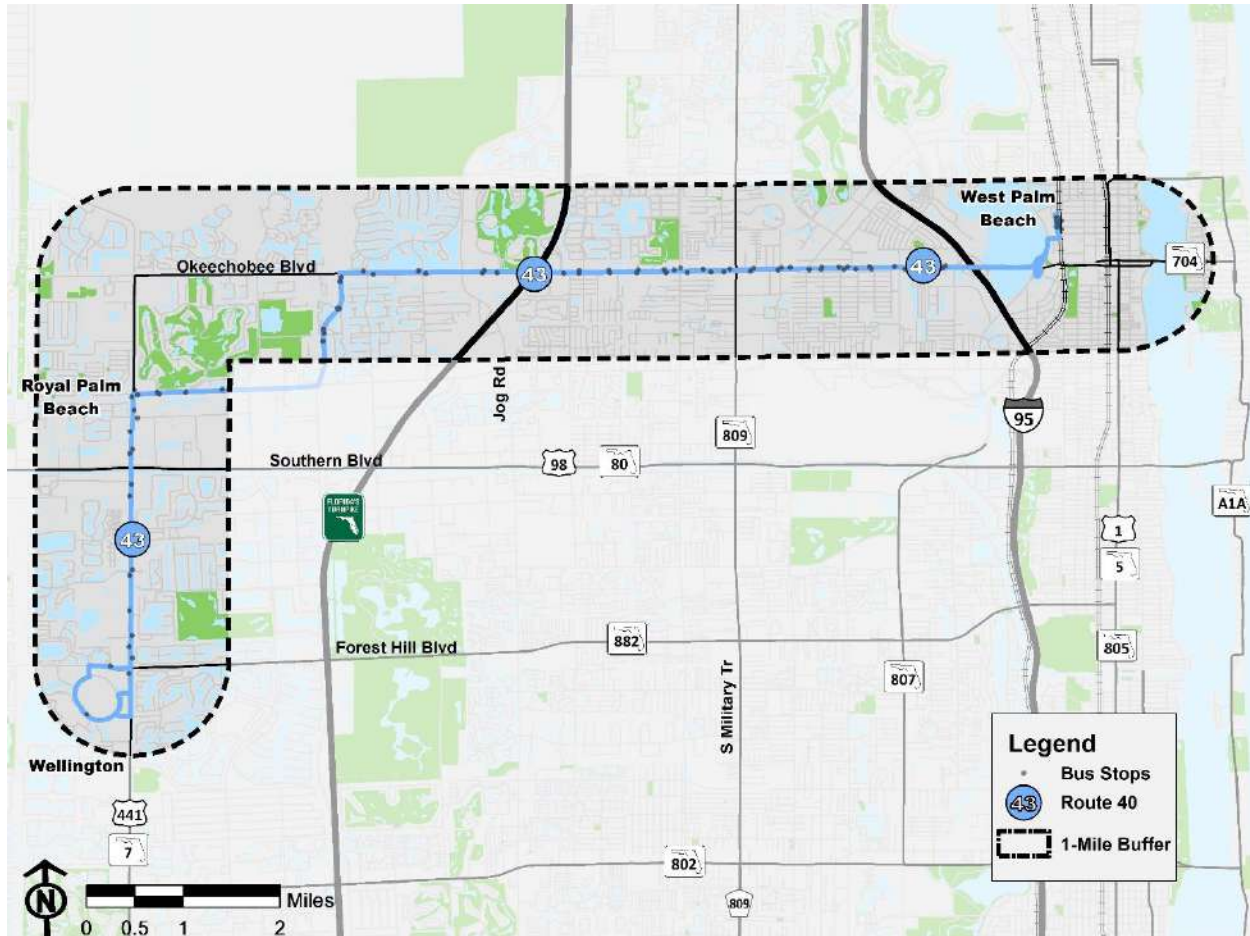 West Palm
Beach
Okeechobee Blvd
43
43
704
Royal Palm
Beach
Jog Rd
95
809
Southern Blvd
98
80
FLORIDA'S
TURNPIKE
A1A
43
1
5
Forest Hill Blvd
882
805
807
S Military Tr
Wellington
441
7
802
809
Legend
Bus Stops
43 Route 40
1-Mile Buffer
N
Miles
0 0.5 1 2